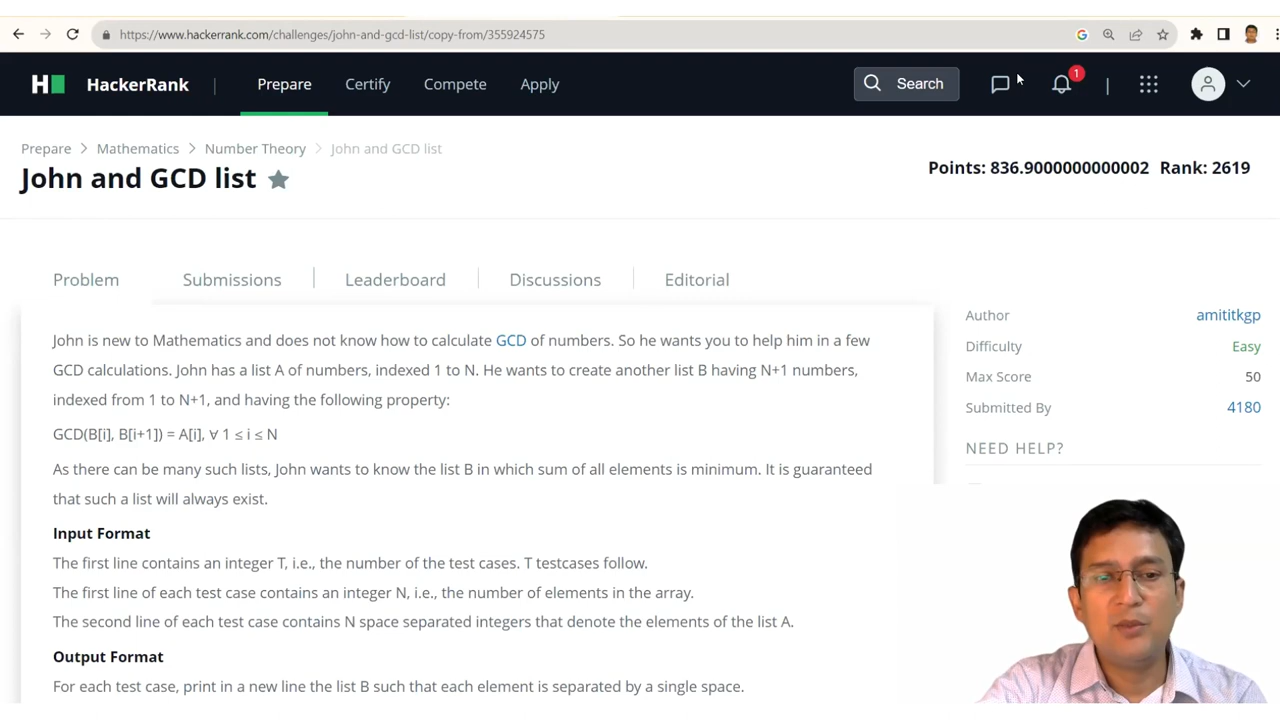 https://www.hackerrank.com/challenges/john-and-gcd-list/copy-from/355924575
H
HackerRank | Prepare Certify Compete Apply Search 1 |
Prepare > Mathematics > Number Theory > John and GCD list
John and GCD list
Points: 836.9000000000002 Rank: 2619
Problem Submissions Leaderboard Discussions Editorial
John is new to Mathematics and does not know how to calculate GCD of numbers. So he wants you to help him in a few
GCD calculations. John has a list A of numbers, indexed 1 to N. He wants to create another list B having N+1 numbers,
indexed from 1 to N+1, and having the following property:
GCD(B[i], B[i+1]) = A[i], ∀ 1 ≤ i ≤ N
As there can be many such lists, John wants to know the list B in which sum of all elements is minimum. It is guaranteed
that such a list will always exist.
Input Format
The first line contains an integer T, i.e., the number of the test cases. T testcases follow.
The first line of each test case contains an integer N, i.e., the number of elements in the array.
The second line of each test case contains N space separated integers that denote the elements of the list A.
Output Format
For each test case, print in a new line the list B such that each element is separated by a single space.
Author amititkgp
Difficulty Easy
Max Score 50
Submitted By 4180
NEED HELP?